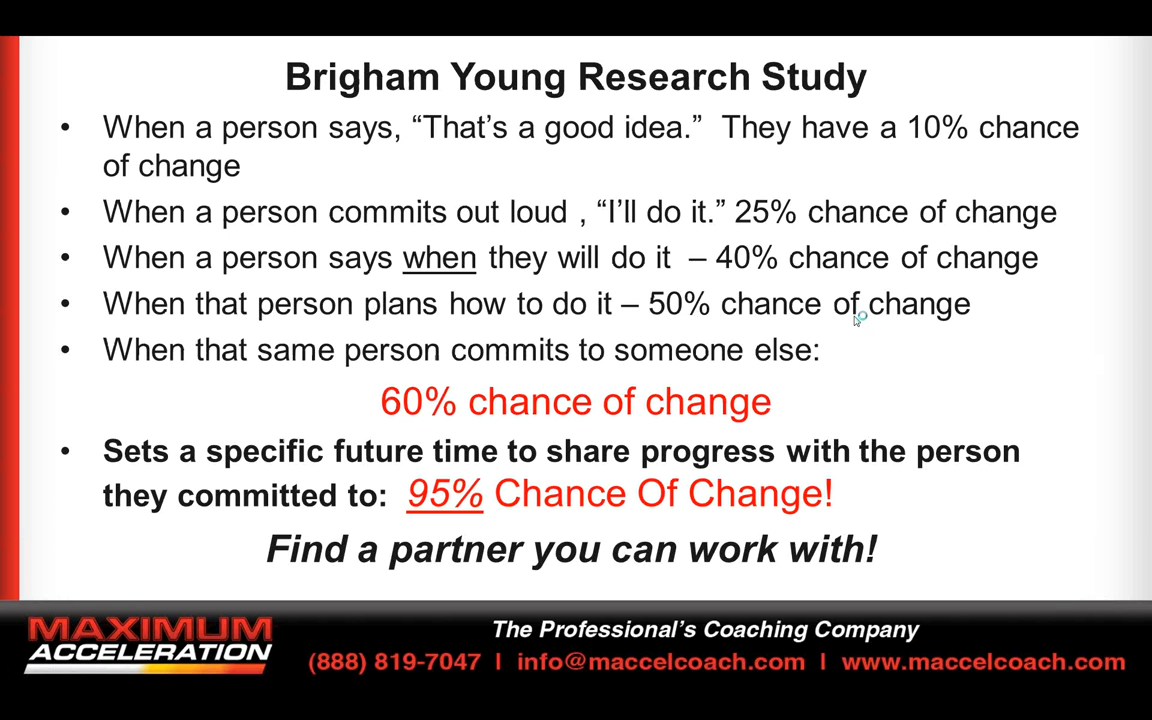 Brigham Young Research Study
• When a person says, “That’s a good idea.”  They have a 10% chance
of change
• When a person commits out loud , “I’ll do it.” 25% chance of change
• When a person says when they will do it  – 40% chance of change
• When that person plans how to do it – 50% chance of change
• When that same person commits to someone else:
60% chance of change
• Sets a specific future time to share progress with the person
they committed to:  95% Chance Of Change!
Find a partner you can work with!
MAXIMUM
ACCELERATION
The Professional’s Coaching Company
(888) 819-7047 | info@maccelcoach.com | www.maccelcoach.com